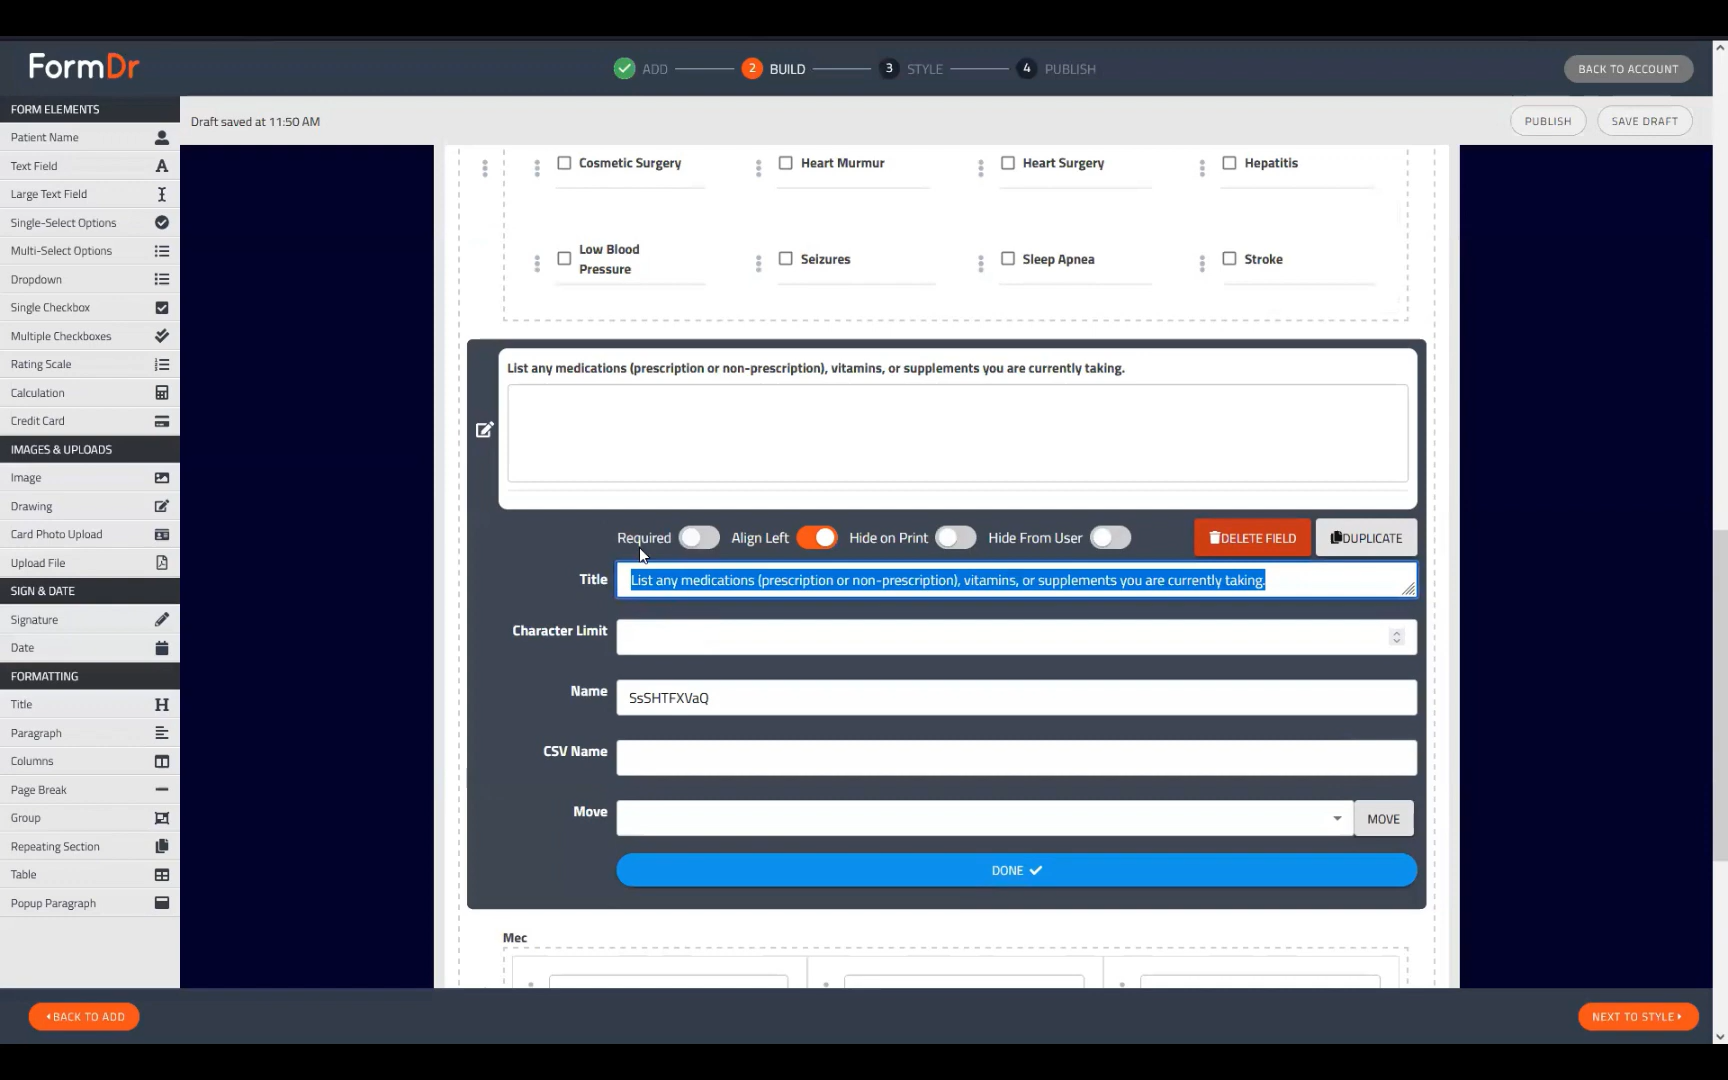 FormDr
ADD
2 BUILD
3 STYLE
4 PUBLISH
BACK TO ACCOUNT
FORM ELEMENTS
Patient Name
Text Field
Large Text Field
Single-Select Options
Multi-Select Options
Dropdown
Single Checkbox
Multiple Checkboxes
Rating Scale
Calculation
Credit Card
IMAGES & UPLOADS
Image
Drawing
Card Photo Upload
Upload File
SIGN & DATE
Signature
Date
FORMATTING
Title
Paragraph
Columns
Page Break
Group
Repeating Section
Table
Popup Paragraph
Draft saved at 11:50 AM
PUBLISH
SAVE DRAFT
Cosmetic Surgery
Heart Murmur
Heart Surgery
Hepatitis
Low Blood
Pressure
Seizures
Sleep Apnea
Stroke
List any medications (prescription or non-prescription), vitamins, or supplements you are currently taking.
Required
Align Left
Hide on Print
Hide From User
DELETE FIELD
DUPLICATE
Title
List any medications (prescription or non-prescription), vitamins, or supplements you are currently taking.
Character Limit
Name
SsSHTFXVaQ
CSV Name
Move
MOVE
DONE
Mec
BACK TO ADD
NEXT TO STYLE